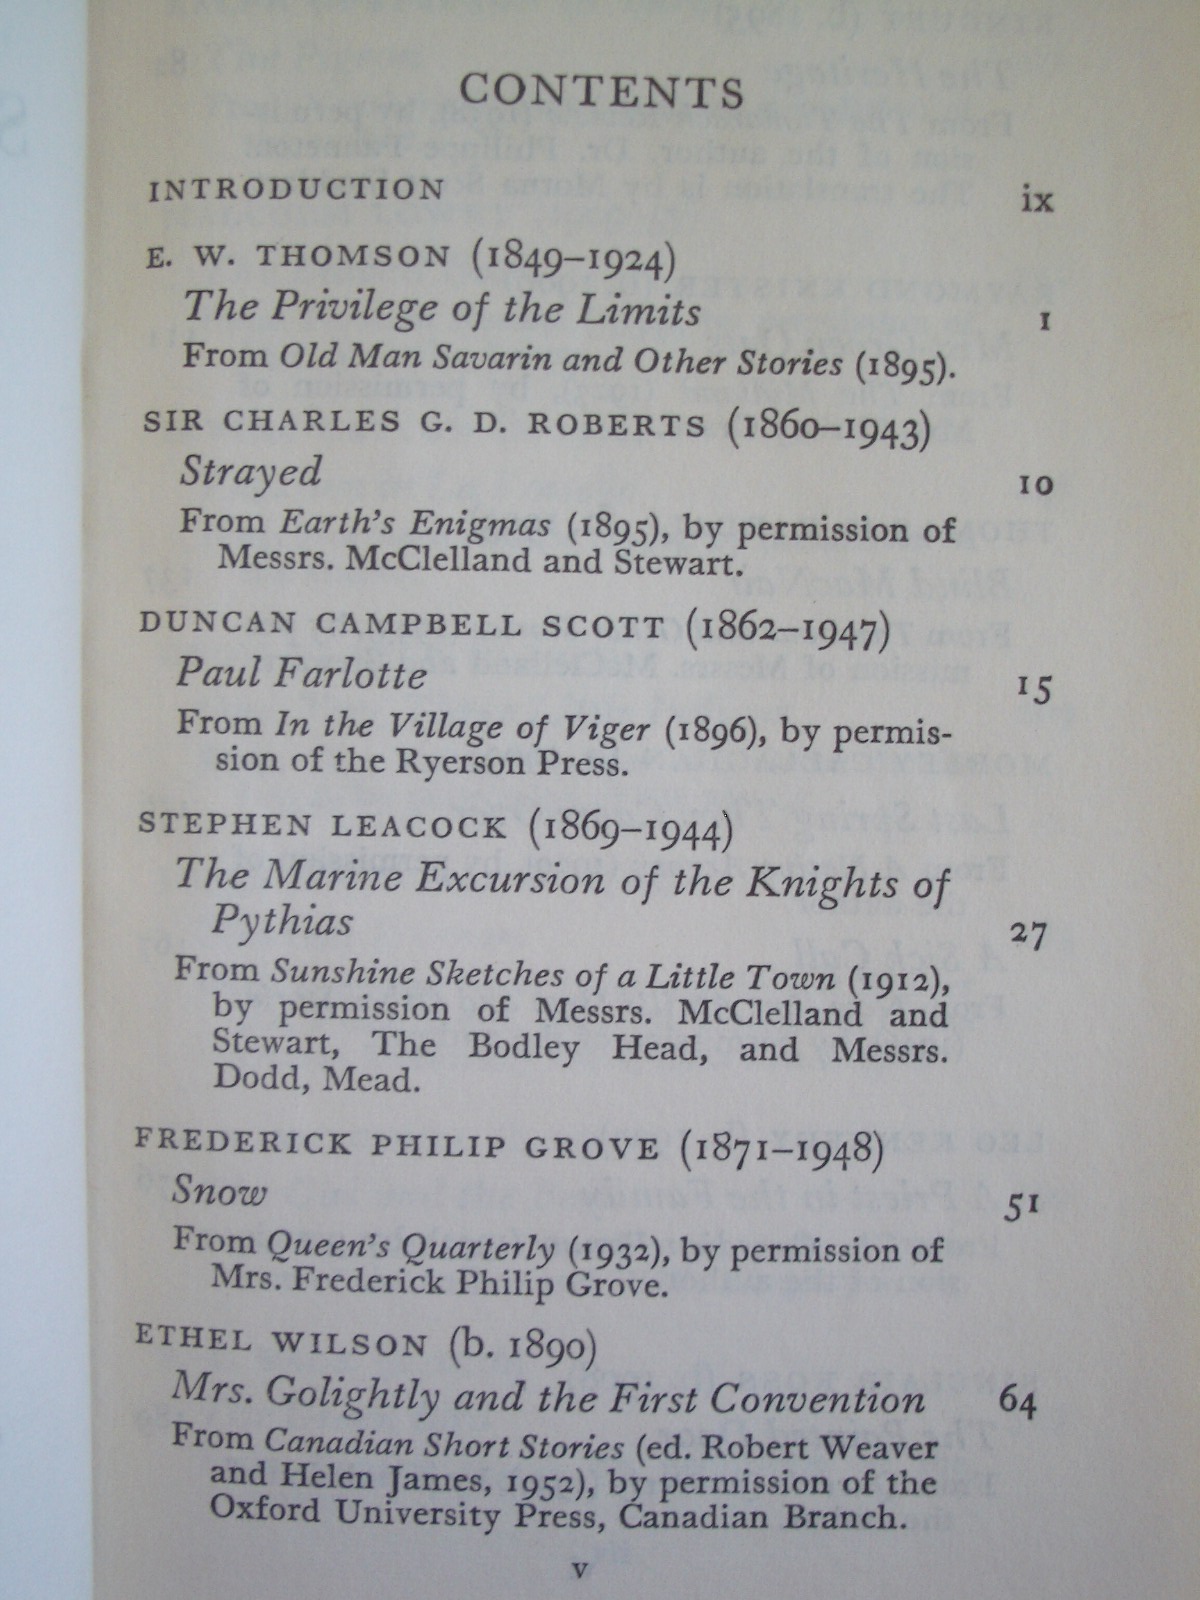 CONTENTS
INTRODUCTION ix
E. W. THOMSON (1849–1924)
The Privilege of the Limits 1
From Old Man Savarin and Other Stories (1895).
SIR CHARLES G. D. ROBERTS (1860–1943)
Strayed 10
From Earth's Enigmas (1895), by permission of
Messrs. McClelland and Stewart.
DUNCAN CAMPBELL SCOTT (1862–1947)
Paul Farlotte 15
From In the Village of Viger (1896), by permis-
sion of the Ryerson Press.
STEPHEN LEACOCK (1869–1944)
The Marine Excursion of the Knights of
Pythias 27
From Sunshine Sketches of a Little Town (1912),
by permission of Messrs. McClelland and
Stewart, The Bodley Head, and Messrs.
Dodd, Mead.
FREDERICK PHILIP GROVE (1871–1948)
Snow 51
From Queen's Quarterly (1932), by permission of
Mrs. Frederick Philip Grove.
ETHEL WILSON (b. 1890)
Mrs. Golightly and the First Convention 64
From Canadian Short Stories (ed. Robert Weaver
and Helen James, 1952), by permission of the
Oxford University Press, Canadian Branch.
v